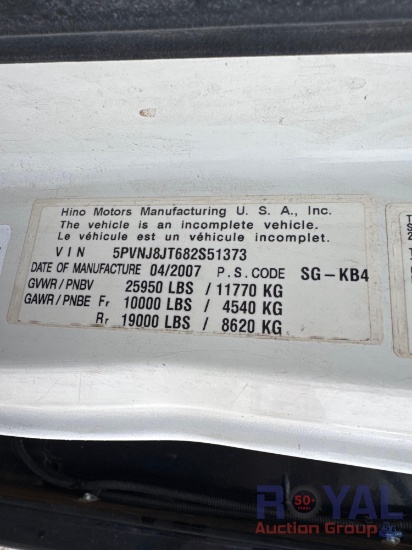 Hino Motors Manufacturing U. S. A., Inc.
The vehicle is an incomplete vehicle.
Le véhicule est un véhicule incomplet.
V I N 5PVNJ8JT682S51373
DATE OF MANUFACTURE 04/2007 P.S.CODE SG-KB4
GVWR/PNBV 25950 LBS / 11770 KG
GAWR/PNBE Fr 10000 LBS / 4540 KG
Rr 19000 LBS / 8620 KG
50
ROYAL
Auction Group